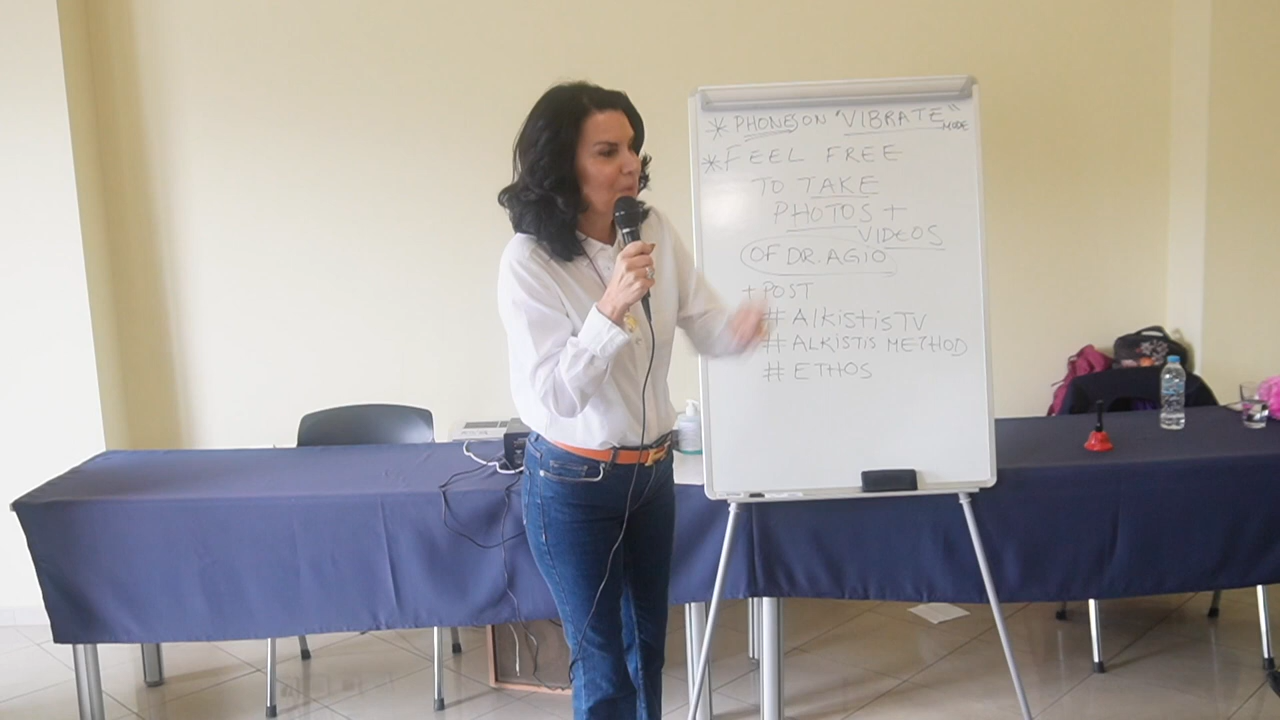 * PHONES ON "VIBRATE" MODE
* FEEL FREE
TO TAKE
PHOTOS +
VIDEOS
OF DR. AGIO
+ POST
# AlkistisTV
# ALKISTIS METHOD
# ETHOS